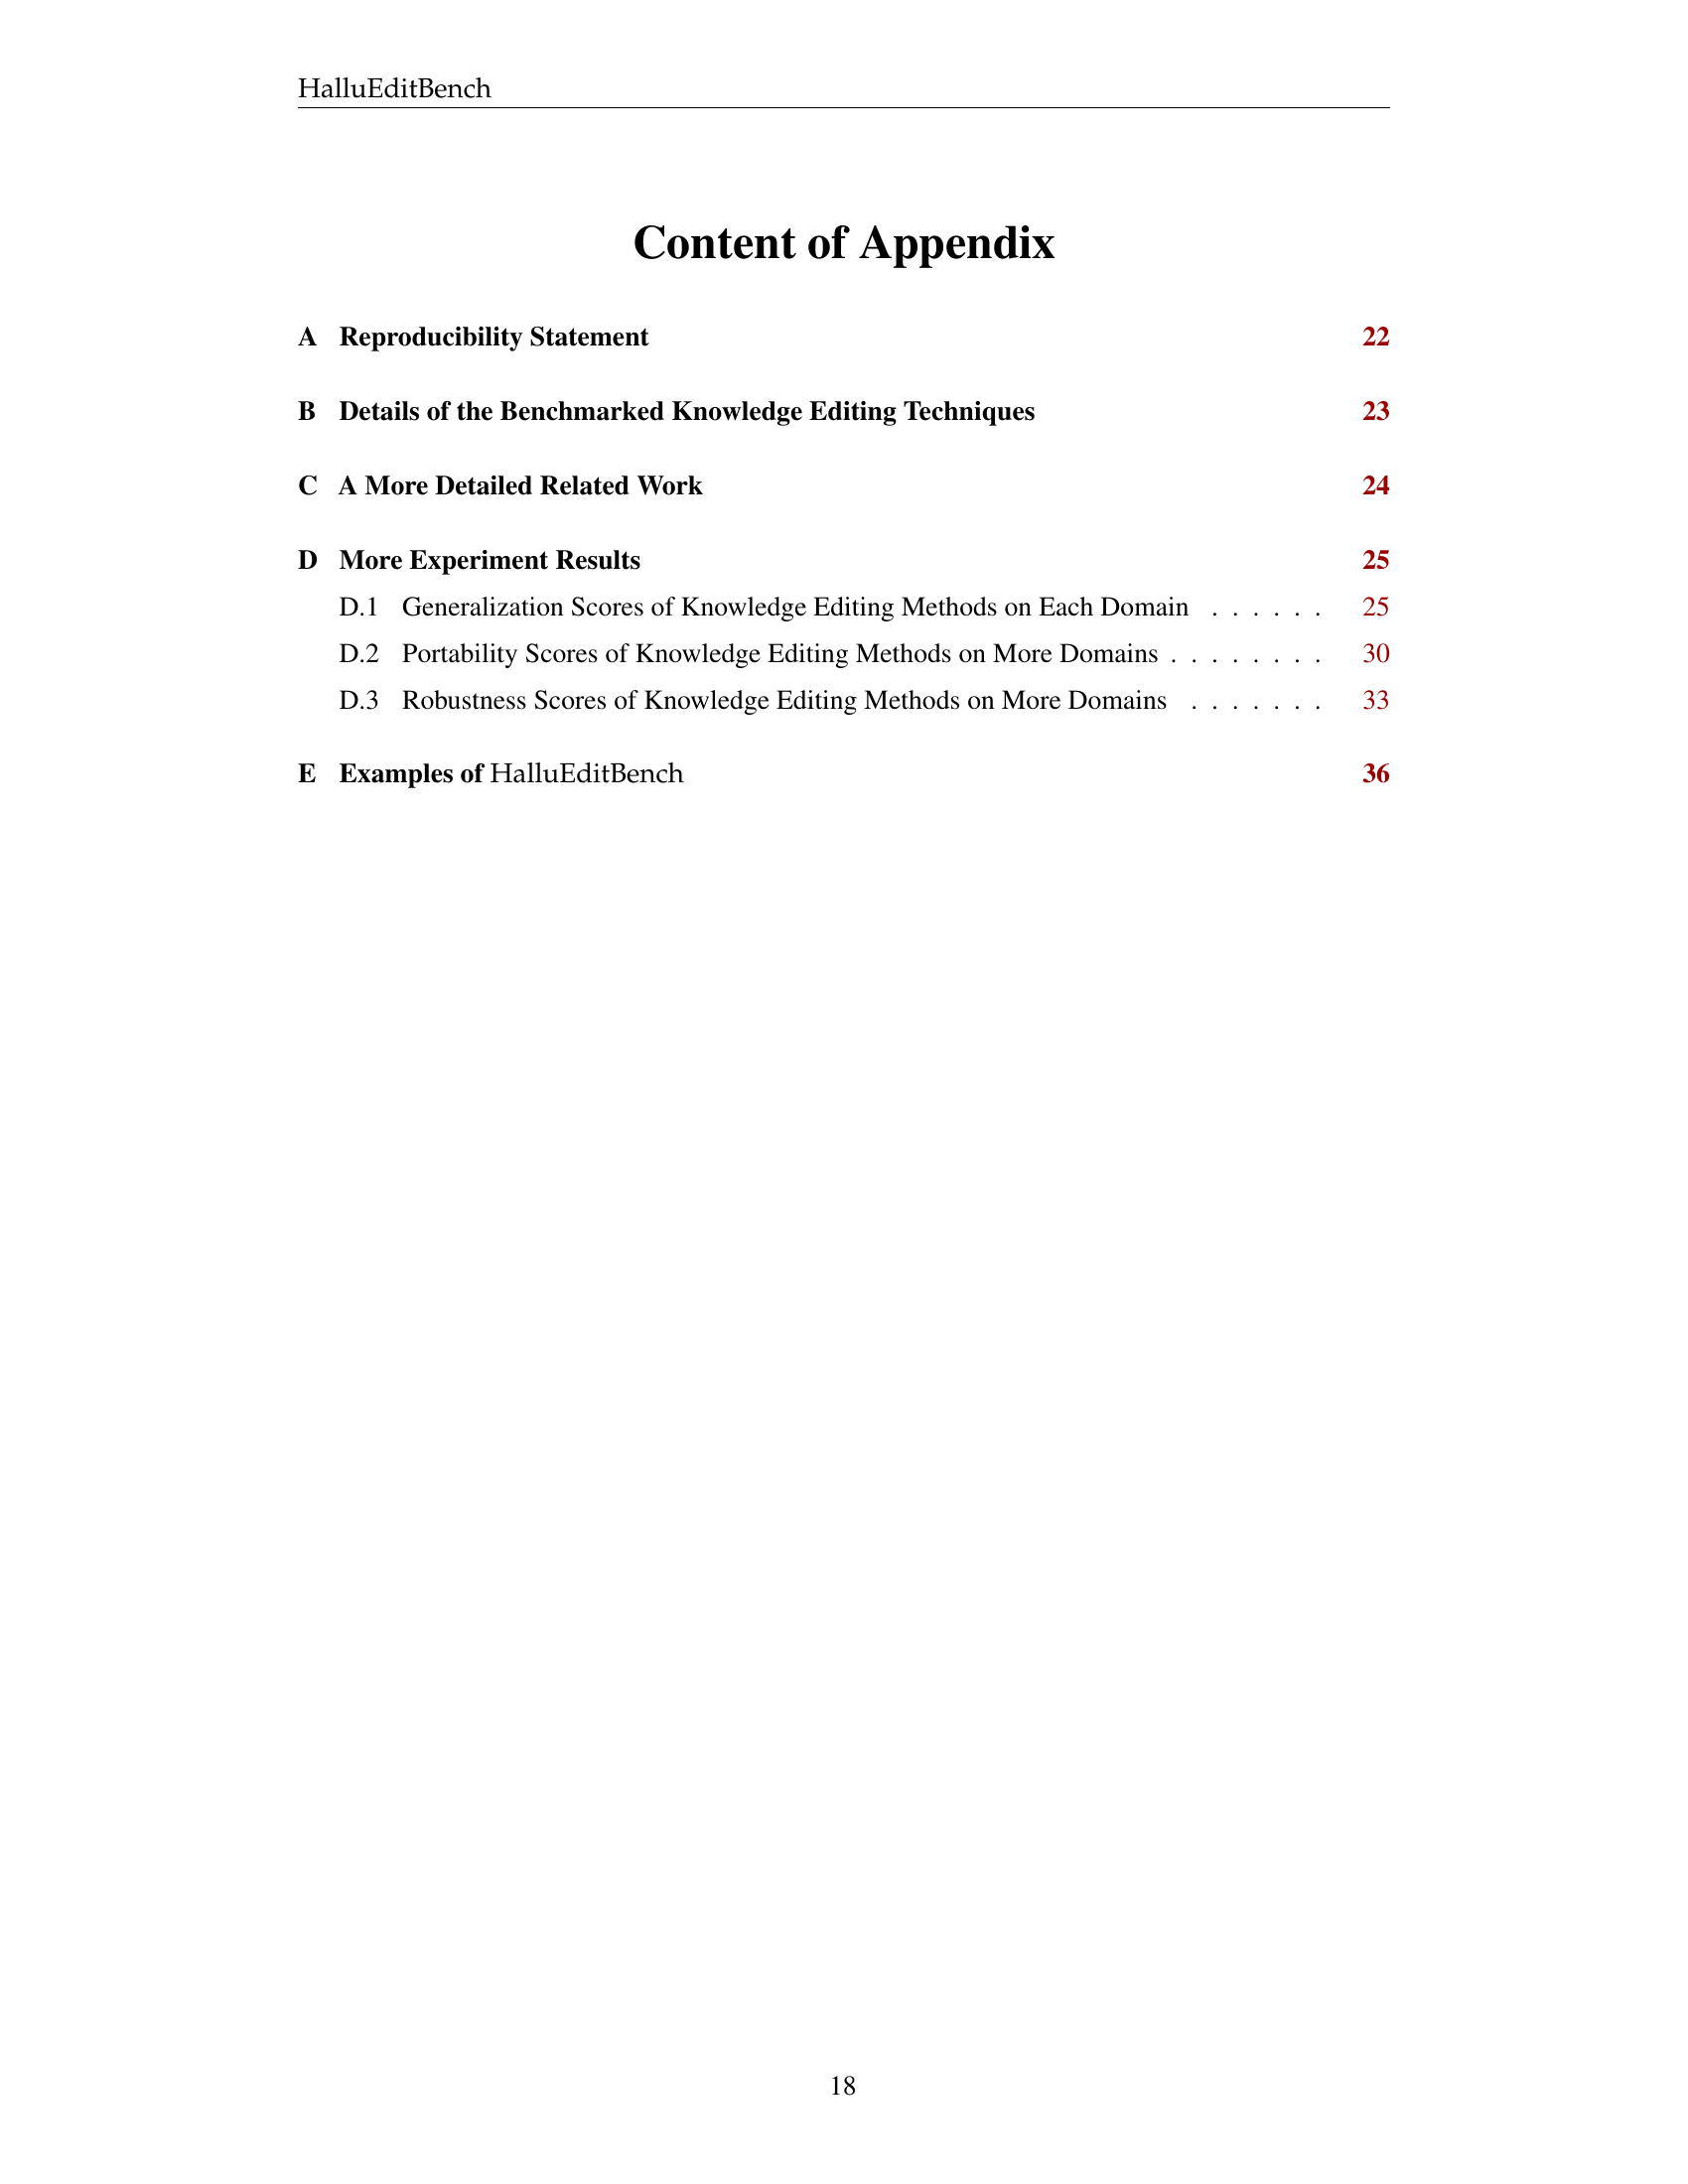 HalluEditBench
Content of Appendix
A Reproducibility Statement 22
B Details of the Benchmarked Knowledge Editing Techniques 23
C A More Detailed Related Work 24
D More Experiment Results 25
D.1 Generalization Scores of Knowledge Editing Methods on Each Domain . . . . . . 25
D.2 Portability Scores of Knowledge Editing Methods on More Domains . . . . . . . . 30
D.3 Robustness Scores of Knowledge Editing Methods on More Domains . . . . . . . 33
E Examples of HalluEditBench 36
18